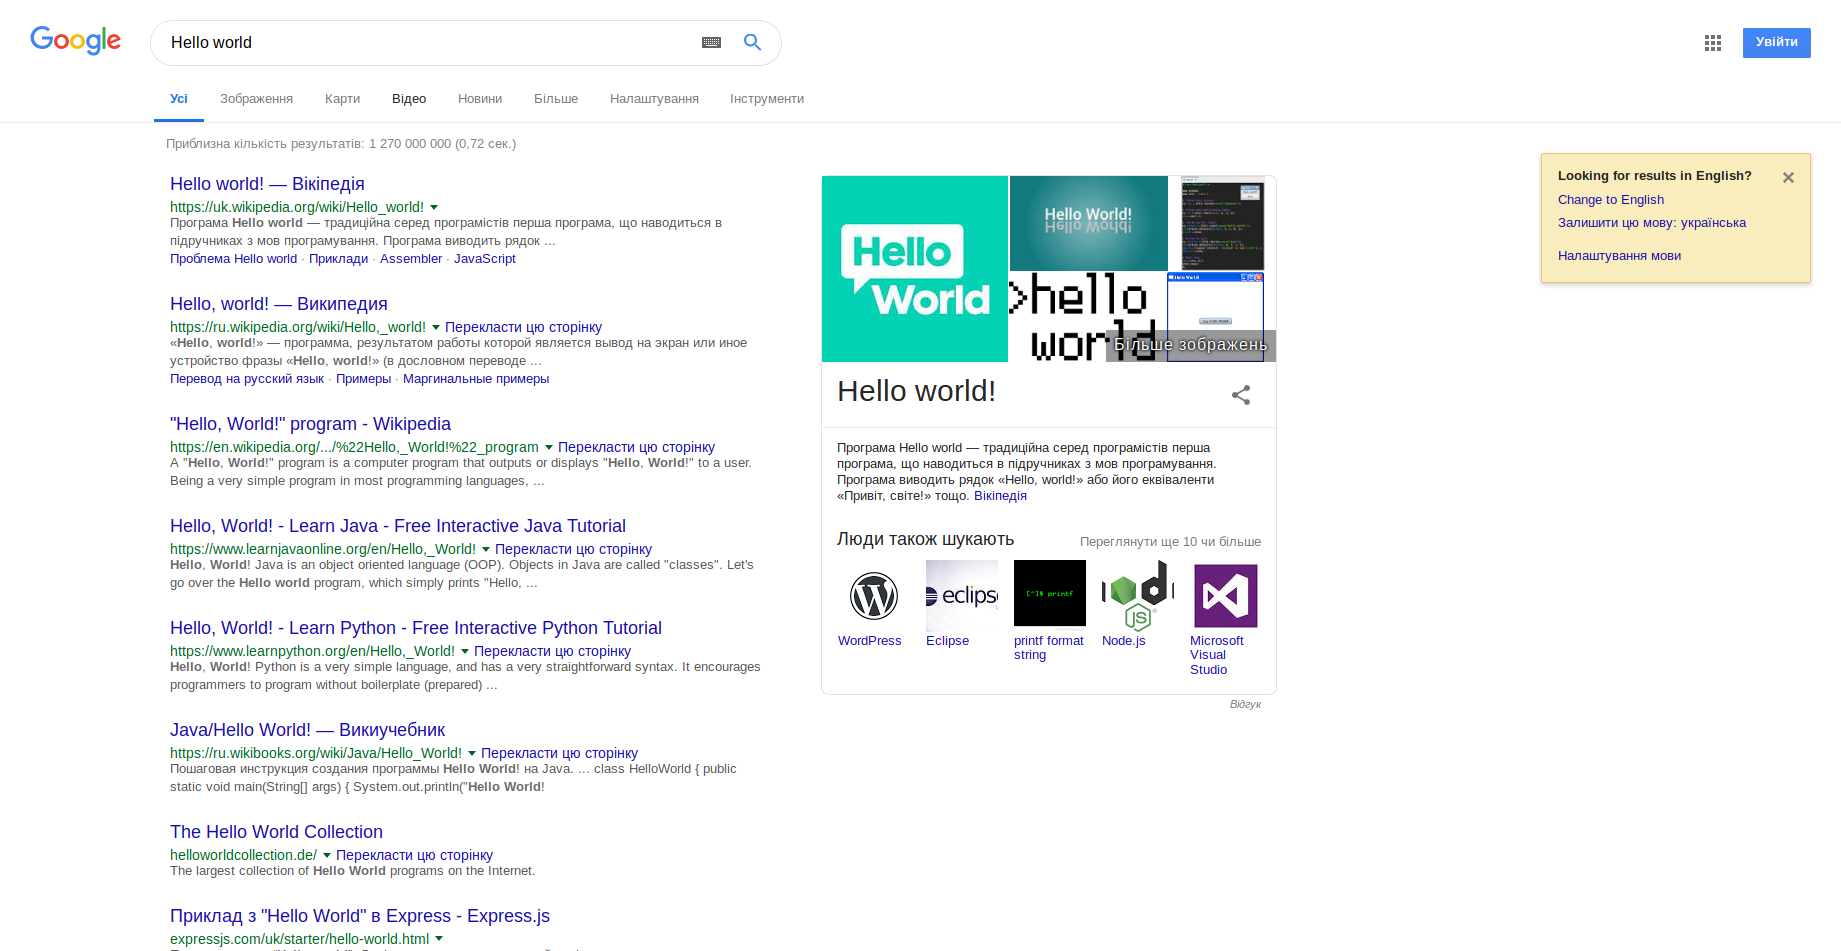 Google
Hello world
Увійти
Усі Зображення Карти Відео Новини Більше Налаштування Інструменти
Приблизна кількість результатів: 1 270 000 000 (0,72 сек.)
Hello world! — Вікіпедія
https://uk.wikipedia.org/wiki/Hello_world!
Програма Hello world — традиційна серед програмістів перша програма, що наводиться в
підручниках з мов програмування. Програма виводить рядок ...
Проблема Hello world · Приклади · Assembler · JavaScript
Hello, world! — Википедия
https://ru.wikipedia.org/wiki/Hello,_world! Перекласти цю сторінку
«Hello, world!» — программа, результатом работы которой является вывод на экран или иное
устройство фразы «Hello, world!» (в дословном переводе ...
Перевод на русский язык · Примеры · Маргинальные примеры
"Hello, World!" program - Wikipedia
https://en.wikipedia.org/.../%22Hello,_World!%22_program Перекласти цю сторінку
A "Hello, World!" program is a computer program that outputs or displays "Hello, World!" to a user.
Being a very simple program in most programming languages, ...
Hello, World! - Learn Java - Free Interactive Java Tutorial
https://www.learnjavaonline.org/en/Hello,_World! Перекласти цю сторінку
Hello, World! Java is an object oriented language (OOP). Objects in Java are called "classes". Let's
go over the Hello world program, which simply prints "Hello, ...
Hello, World! - Learn Python - Free Interactive Python Tutorial
https://www.learnpython.org/en/Hello,_World! Перекласти цю сторінку
Hello, World! Python is a very simple language, and has a very straightforward syntax. It encourages
programmers to program without boilerplate (prepared) ...
Java/Hello World! — Викиучебник
https://ru.wikibooks.org/wiki/Java/Hello_World! Перекласти цю сторінку
Пошаговая инструкция создания программы Hello World! на Java. ... class HelloWorld { public
static void main(String[] args) { System.out.println("Hello World!
The Hello World Collection
helloworldcollection.de/ Перекласти цю сторінку
The largest collection of Hello World programs on the Internet.
Приклад з "Hello World" в Express - Express.js
expressjs.com/uk/starter/hello-world.html
Hello
World
Hello World!
>hello
world
Hello World!
Більше зображень
Hello world!
Програма Hello world — традиційна серед програмістів перша
програма, що наводиться в підручниках з мов програмування.
Програма виводить рядок «Hello, world!» або його еквіваленти
«Привіт, світе!» тощо. Вікіпедія
Люди також шукають Переглянути ще 10 чи більше
eclips
[~]# printf
JS
WordPress
Eclipse
printf format
string
Node.js
Microsoft
Visual
Studio
Відгук
Looking for results in English?
Change to English
Залишити цю мову: українська
Налаштування мови